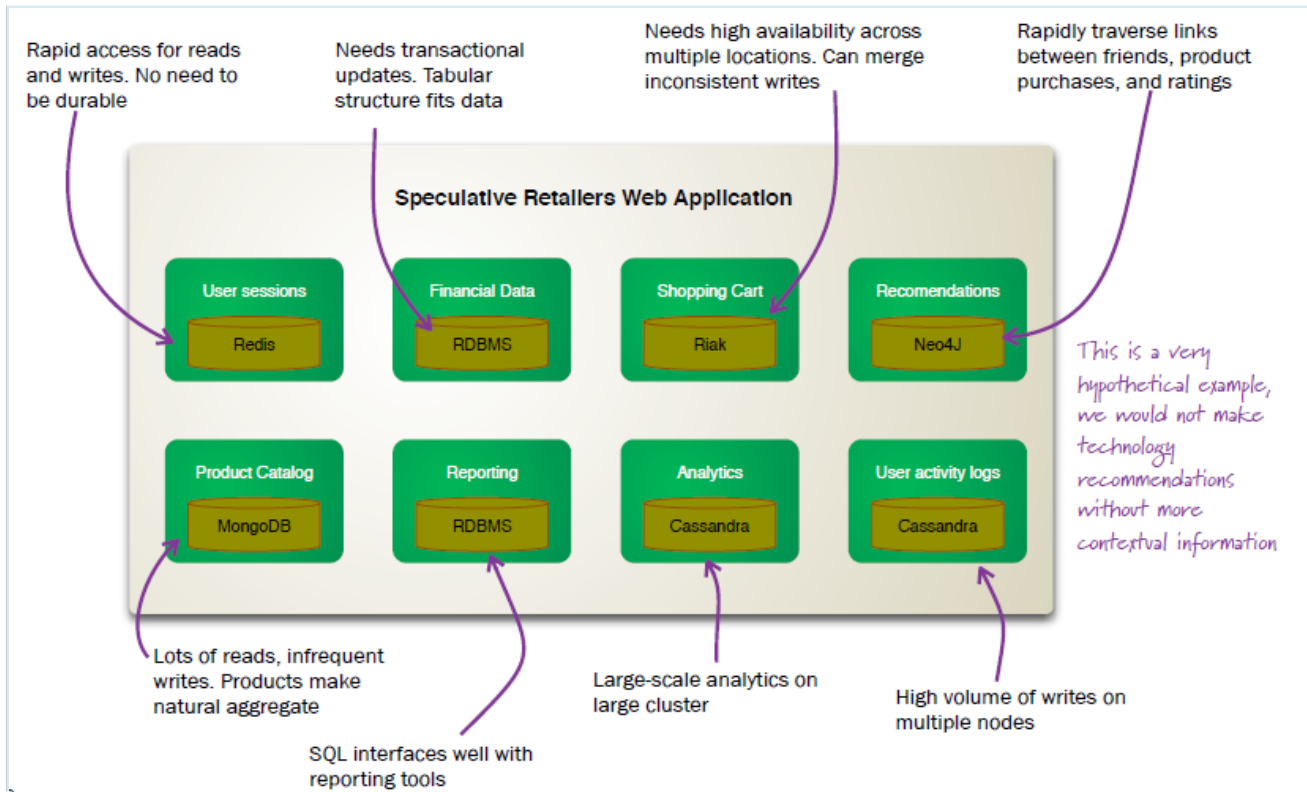 Rapid access for reads
and writes. No need to
be durable
Needs transactional
updates. Tabular
structure fits data
Needs high availability across
multiple locations. Can merge
inconsistent writes
Rapidly traverse links
between friends, product
purchases, and ratings
Speculative Retailers Web Application
User sessions
Redis
Financial Data
RDBMS
Shopping Cart
Riak
Recomendations
Neo4J
This is a very
hypothetical example,
we would not make
technology
recommendations
without more
contextual information
Product Catalog
MongoDB
Reporting
RDBMS
Analytics
Cassandra
User activity logs
Cassandra
Lots of reads, infrequent
writes. Products make
natural aggregate
SQL interfaces well with
reporting tools
Large-scale analytics on
large cluster
High volume of writes on
multiple nodes